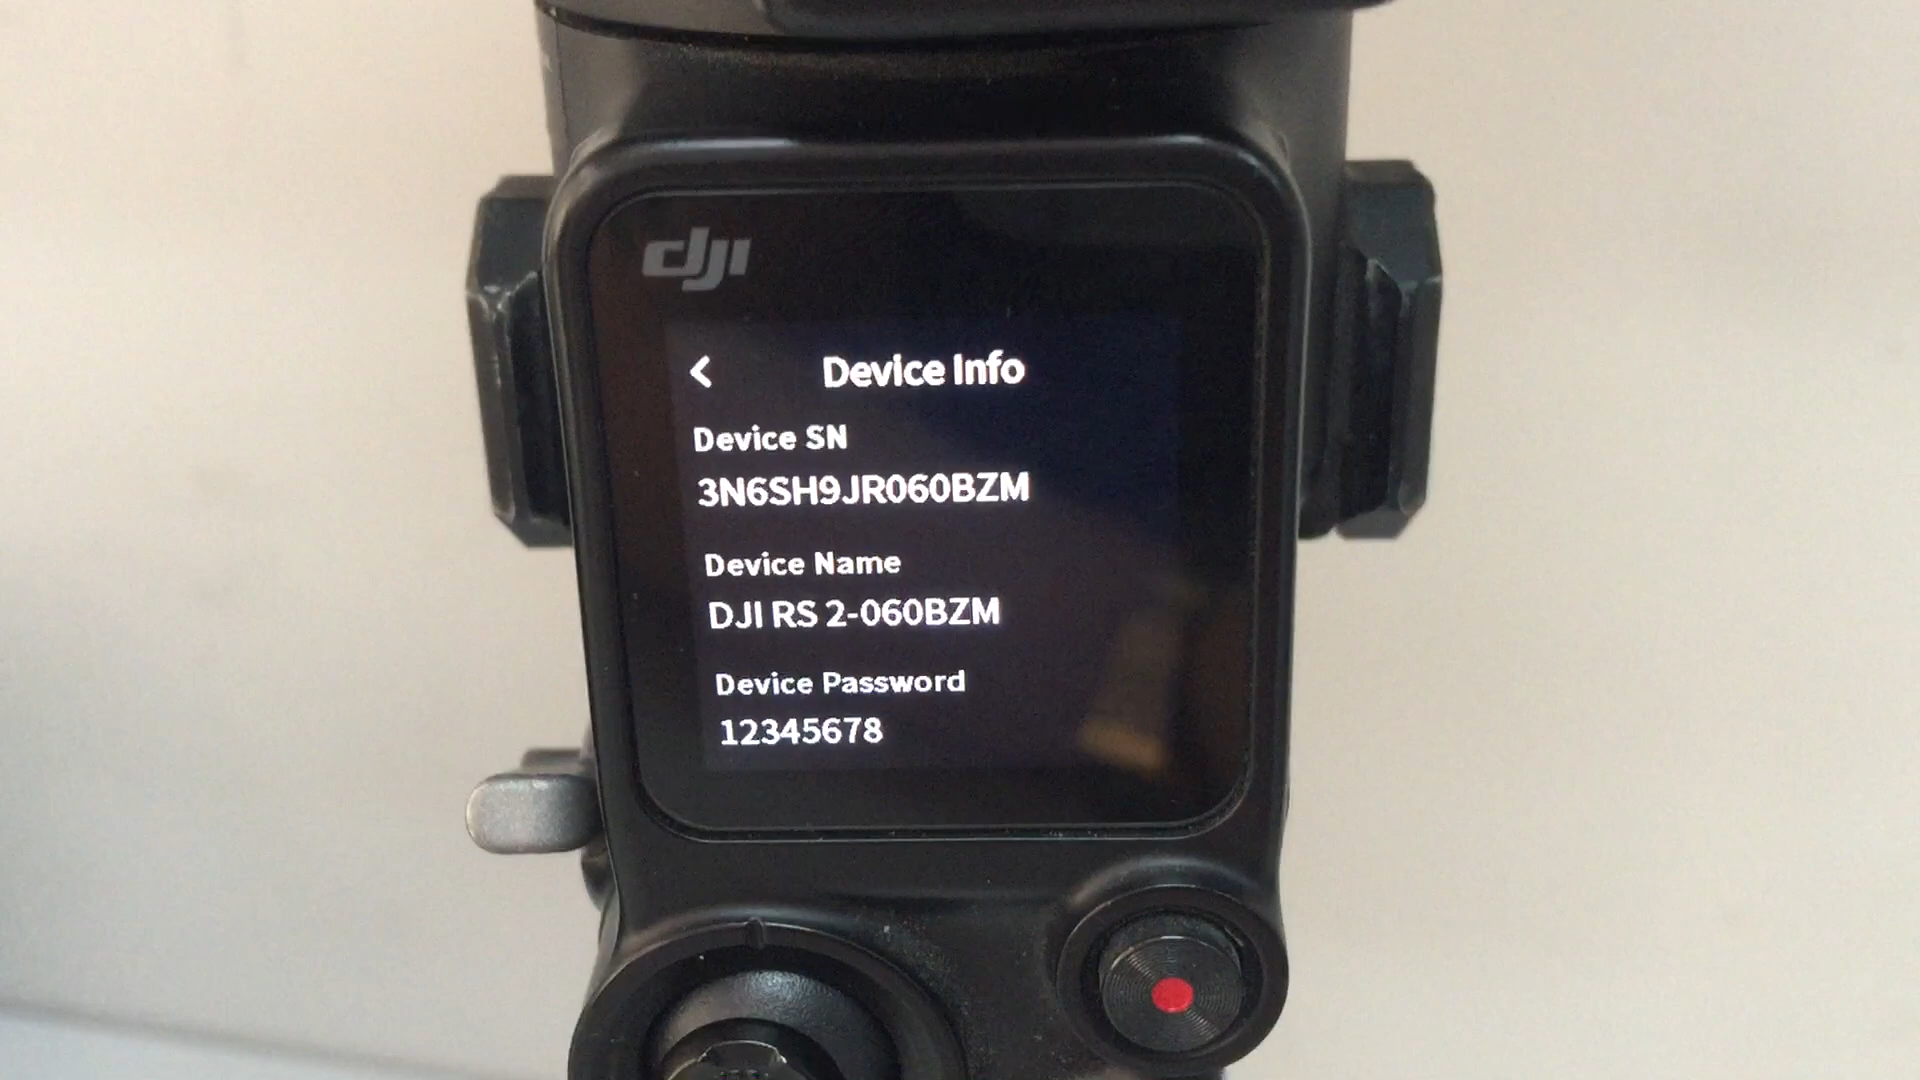 dji
Device Info
Device SN
3N6SH9JR060BZM
Device Name
DJI RS 2-060BZM
Device Password
12345678